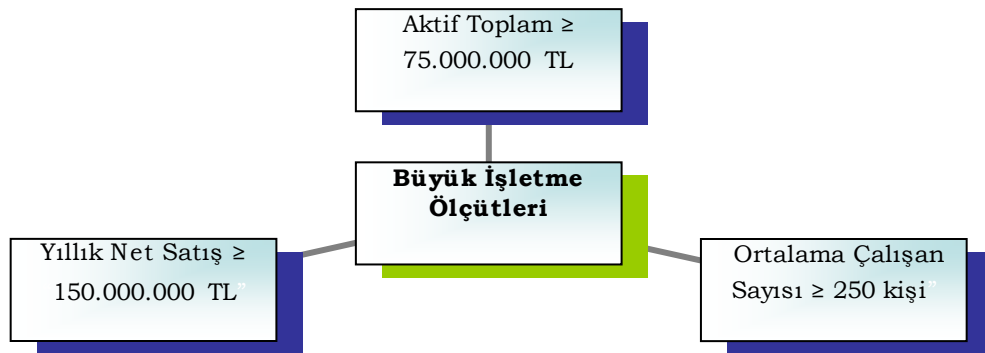 Aktif Toplam ≥
75.000.000 TL
Büyük İşletme
Ölçütleri
Yıllık Net Satış ≥
150.000.000 TL”
Ortalama Çalışan
Sayısı ≥ 250 kişi”